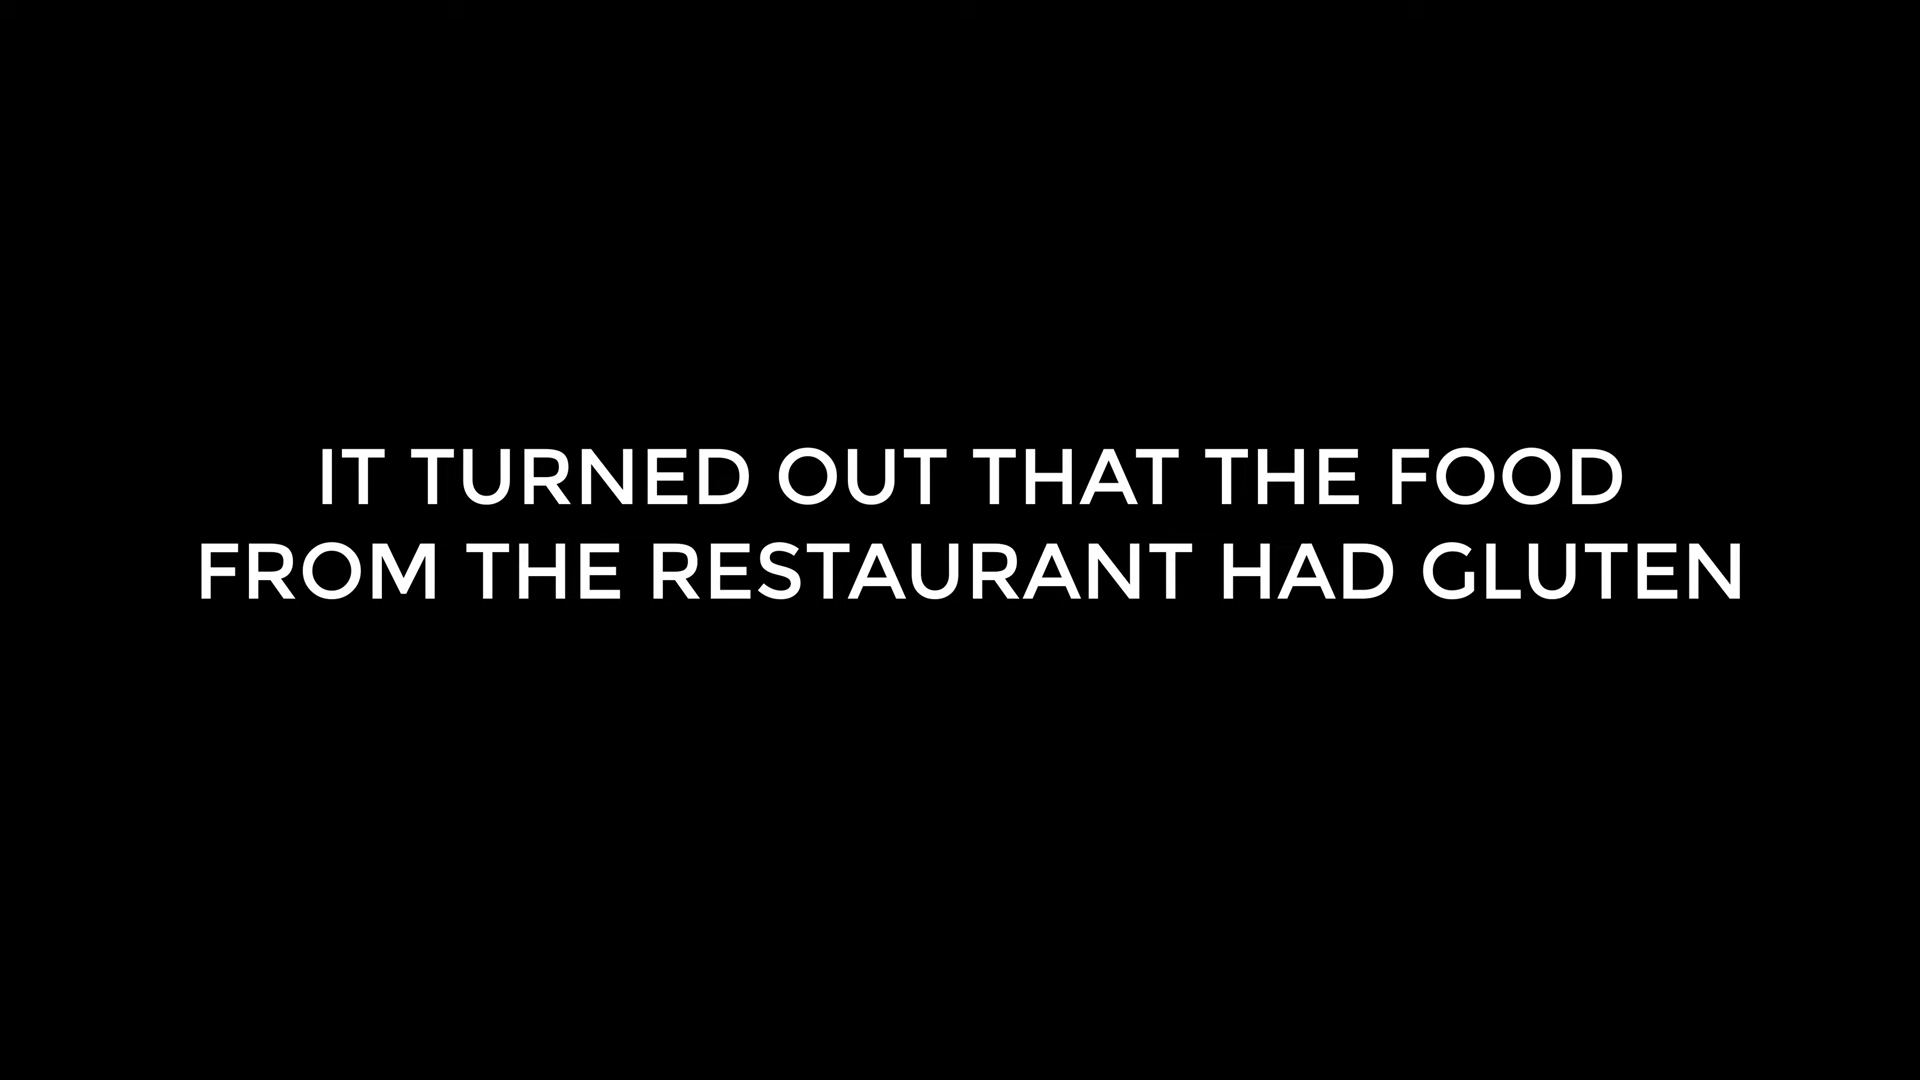 IT TURNED OUT THAT THE FOOD
FROM THE RESTAURANT HAD GLUTEN